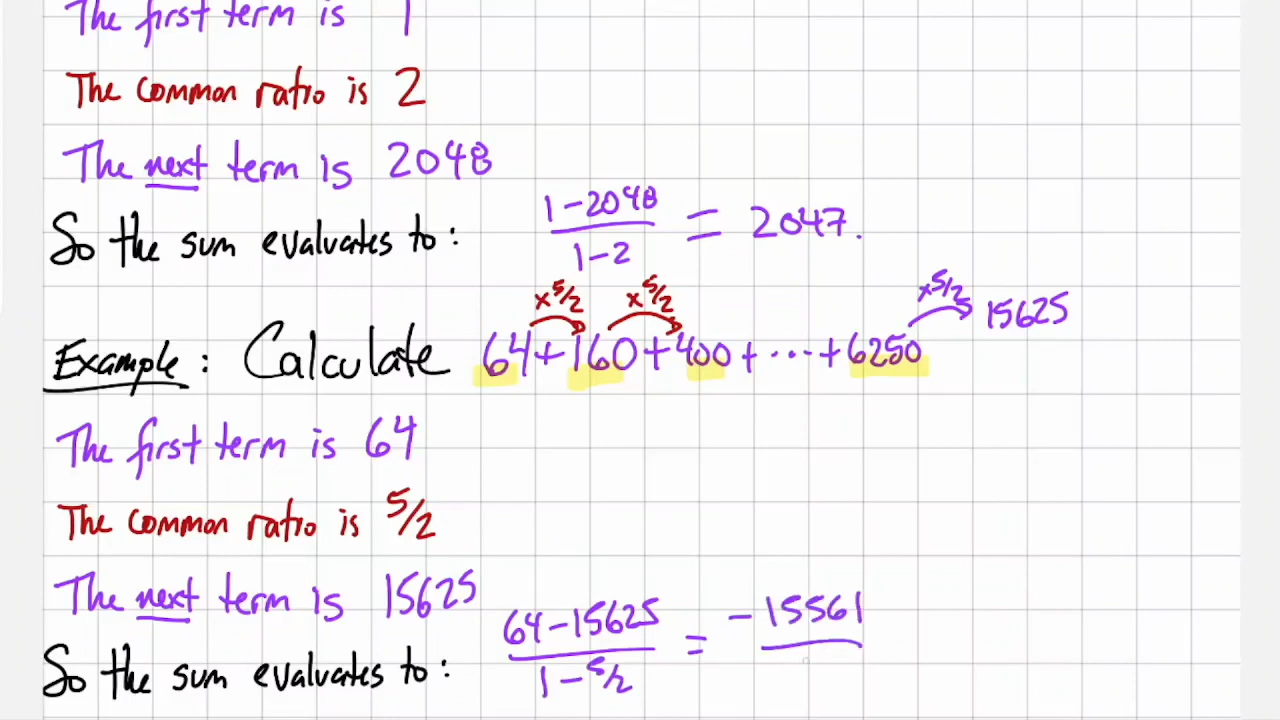 The first term is 1
The common ratio is 2
The next term is 2048
So the sum evaluates to: (1-2048)/(1-2) = 2047.
×5/2 ×5/2 ×5/2 15625
Example: Calculate 64+160+400+···+6250
The first term is 64
The common ratio is 5/2
The next term is 15625
So the sum evaluates to: (64-15625)/(1-5/2) = -15561